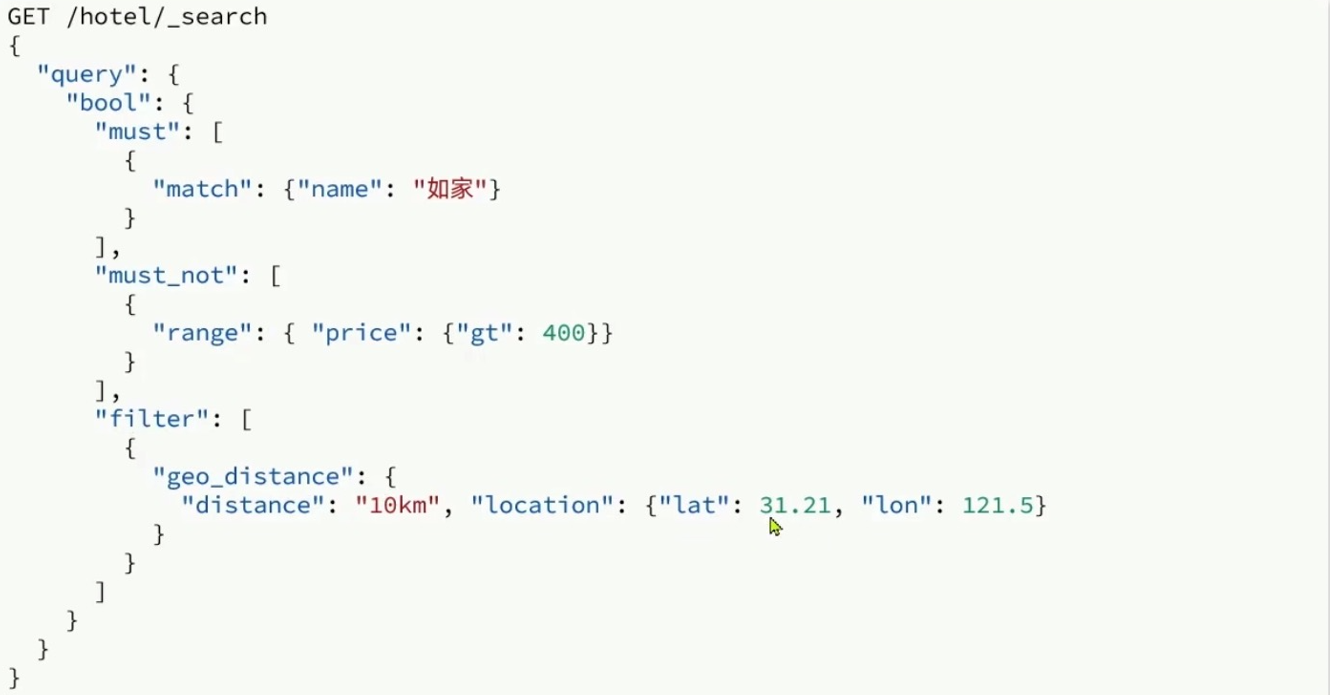 GET /hotel/_search
{
  "query": {
    "bool": {
      "must": [
        {
          "match": {"name": "如家"}
        }
      ],
      "must_not": [
        {
          "range": { "price": {"gt": 400}}
        }
      ],
      "filter": [
        {
          "geo_distance": {
            "distance": "10km", "location": {"lat": 31.21, "lon": 121.5}
          }
        }
      ]
    }
  }
}